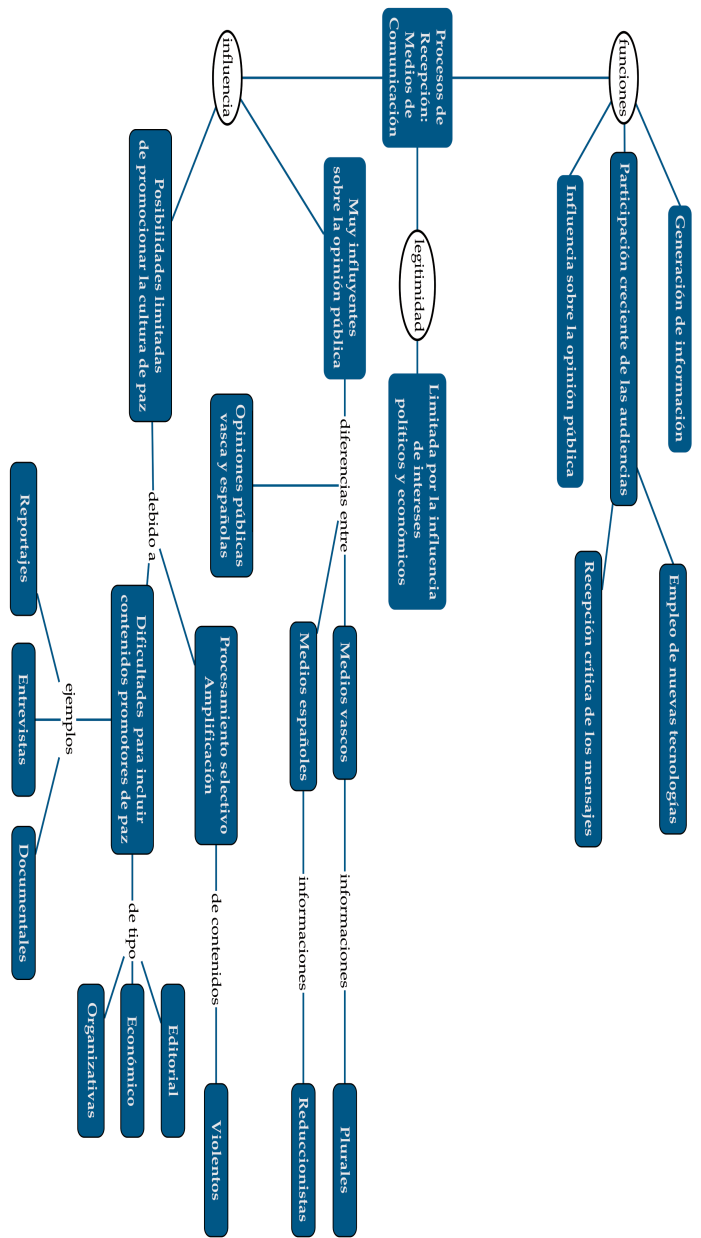 Procesos de
Recepción:
Medios de
Comunicación
funciones
Generación de información
Participación creciente de las audiencias
Influencia sobre la opinión pública
Empleo de nuevas tecnologías
Recepción crítica de los mensajes
legitimidad
Limitada por la influencia
de intereses
políticos y económicos
influencia
Muy influyentes
sobre la opinión pública
diferencias entre
Medios vascos
informaciones
Plurales
Medios españoles
informaciones
Reduccionistas
Opiniones públicas
vasca y españolas
Posibilidades limitadas
de promocionar la cultura de paz
debido a
Procesamiento selectivo
Amplificación
de contenidos
Violentos
Dificultades para incluir
contenidos promotores de paz
de tipo
Editorial
Económico
Organizativas
ejemplos
Reportajes
Entrevistas
Documentales